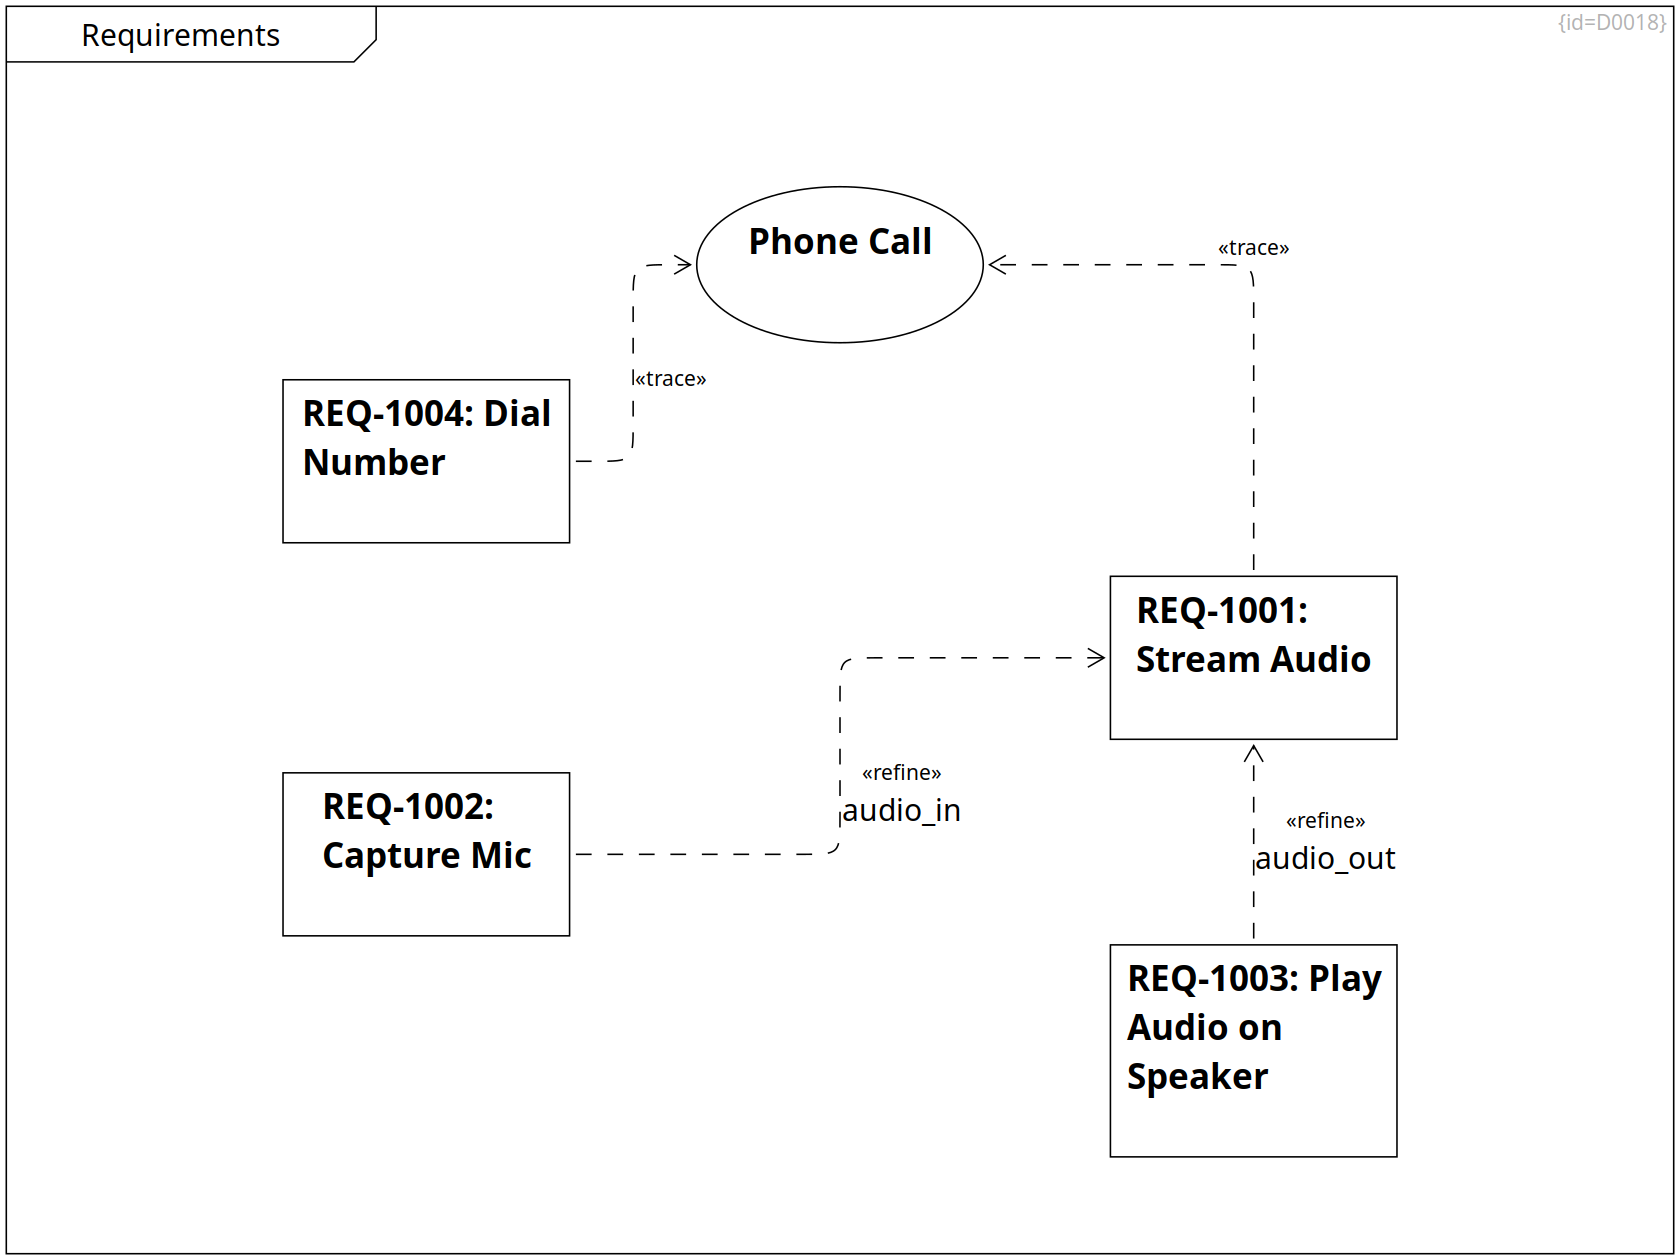 Requirements
{id=D0018}
Phone Call
«trace»
«trace»
REQ-1004: Dial
Number
REQ-1001:
Stream Audio
«refine»
audio_in
REQ-1002:
Capture Mic
«refine»
audio_out
REQ-1003: Play
Audio on
Speaker